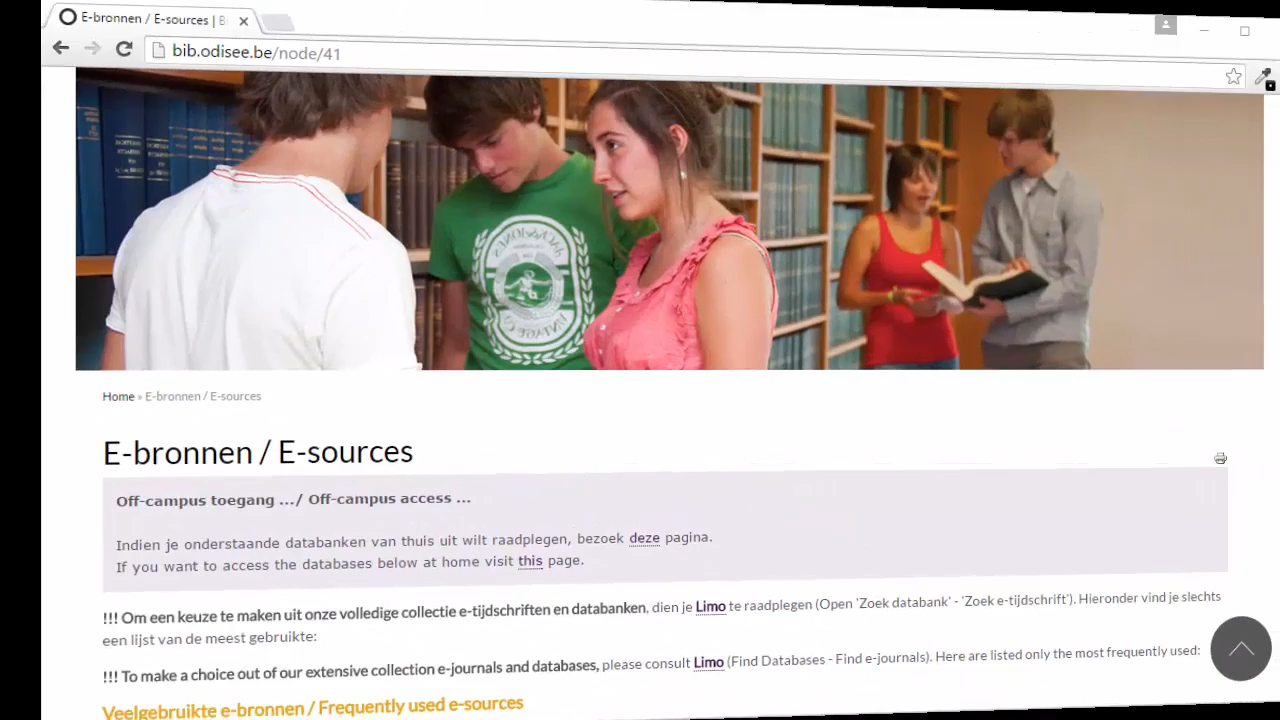 E-bronnen / E-sources | B
bib.odisee.be/node/41
Home » E-bronnen / E-sources
E-bronnen / E-sources
Off-campus toegang .../ Off-campus access ...
Indien je onderstaande databanken van thuis uit wilt raadplegen, bezoek deze pagina.
If you want to access the databases below at home visit this page.
!!! Om een keuze te maken uit onze volledige collectie e-tijdschriften en databanken, dien je Limo te raadplegen (Open 'Zoek databank' - 'Zoek e-tijdschrift'). Hieronder vind je slechts
een lijst van de meest gebruikte:
!!! To make a choice out of our extensive collection e-journals and databases, please consult Limo (Find Databases - Find e-journals). Here are listed only the most frequently used:
Veelgebruikte e-bronnen / Frequently used e-sources